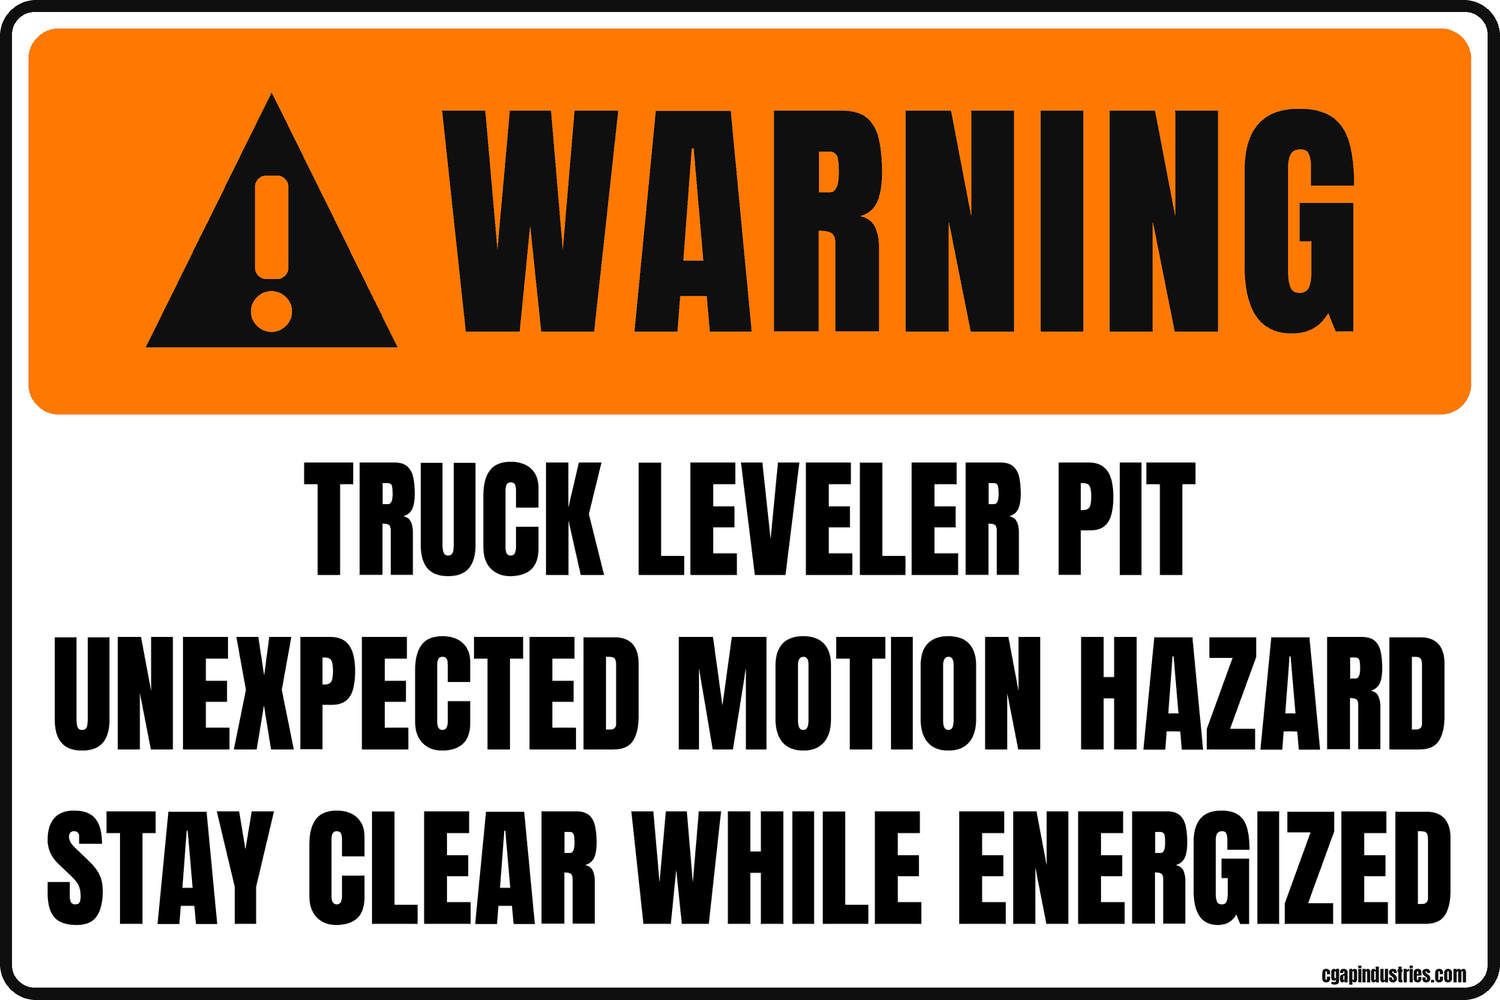 WARNING
TRUCK LEVELER PIT
UNEXPECTED MOTION HAZARD
STAY CLEAR WHILE ENERGIZED
cgapindustries.com